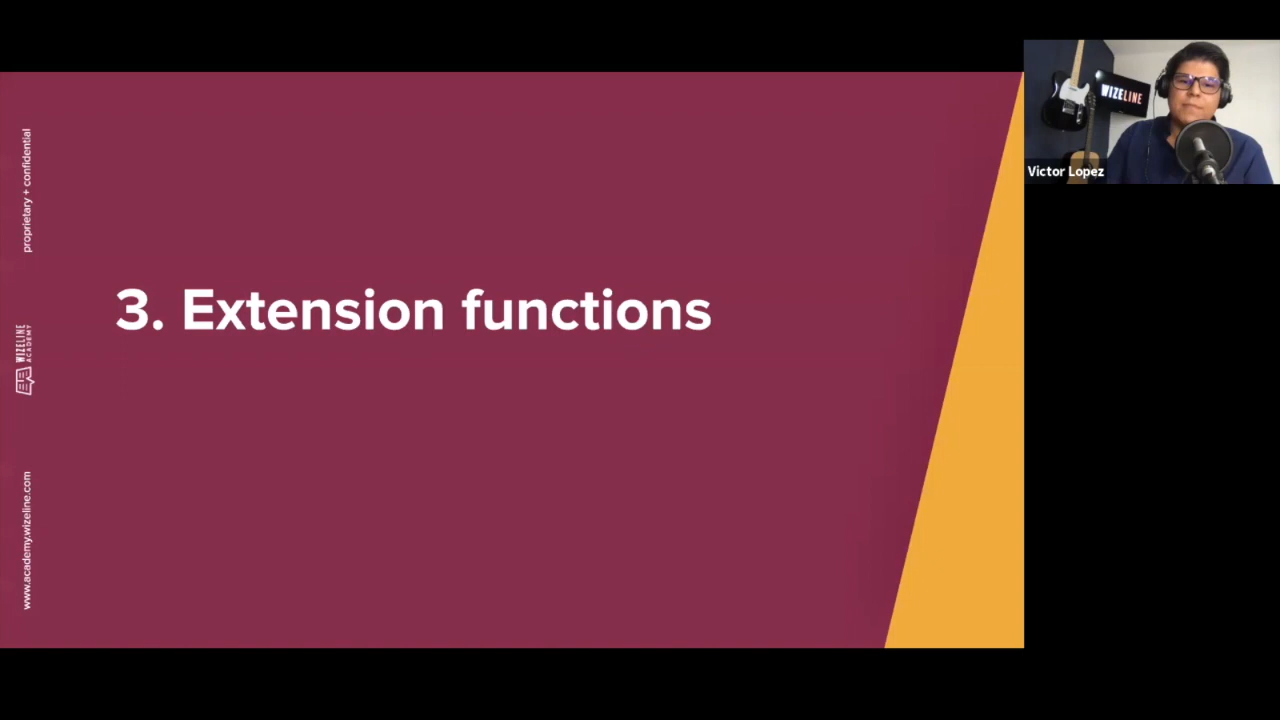 proprietary + confidential
WIZELINE
ACADEMY
www.academy.wizeline.com
3. Extension functions
WIZELINE
Victor Lopez